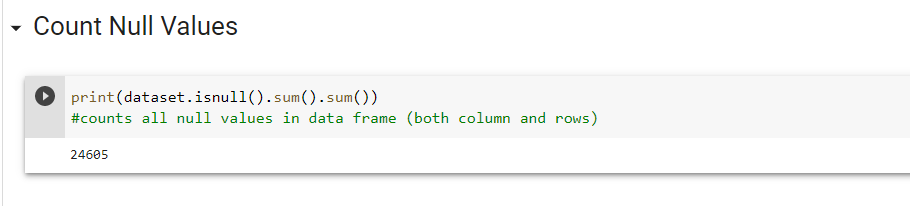 Count Null Values
print(dataset.isnull().sum().sum())
#counts all null values in data frame (both column and rows)
24605